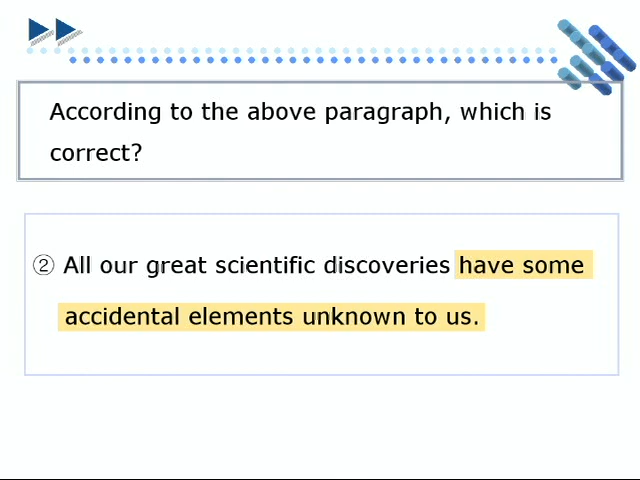 According to the above paragraph, which is
correct?
② All our great scientific discoveries have some
accidental elements unknown to us.